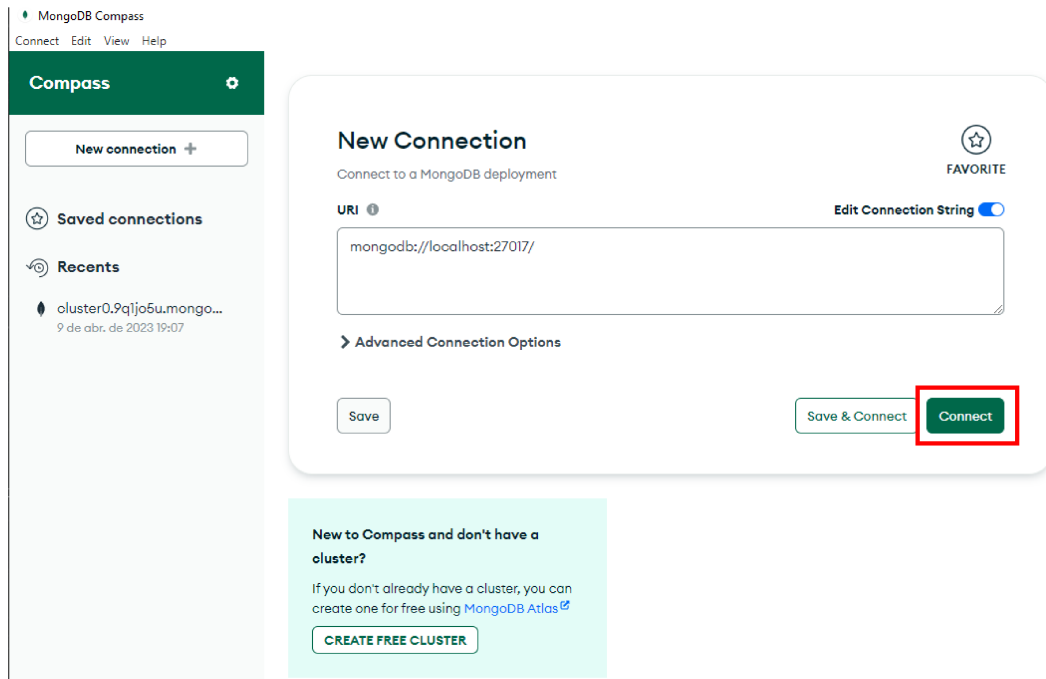 MongoDB Compass
Connect Edit View Help
Compass
New connection
Saved connections
Recents
cluster0.9q1jo5u.mongo...
9 de abr. de 2023 19:07
New Connection
FAVORITE
Connect to a MongoDB deployment
URI
Edit Connection String
mongodb://localhost:27017/
Advanced Connection Options
Save
Save & Connect
Connect
New to Compass and don't have a
cluster?
If you don't already have a cluster, you can
create one for free using MongoDB Atlas
CREATE FREE CLUSTER